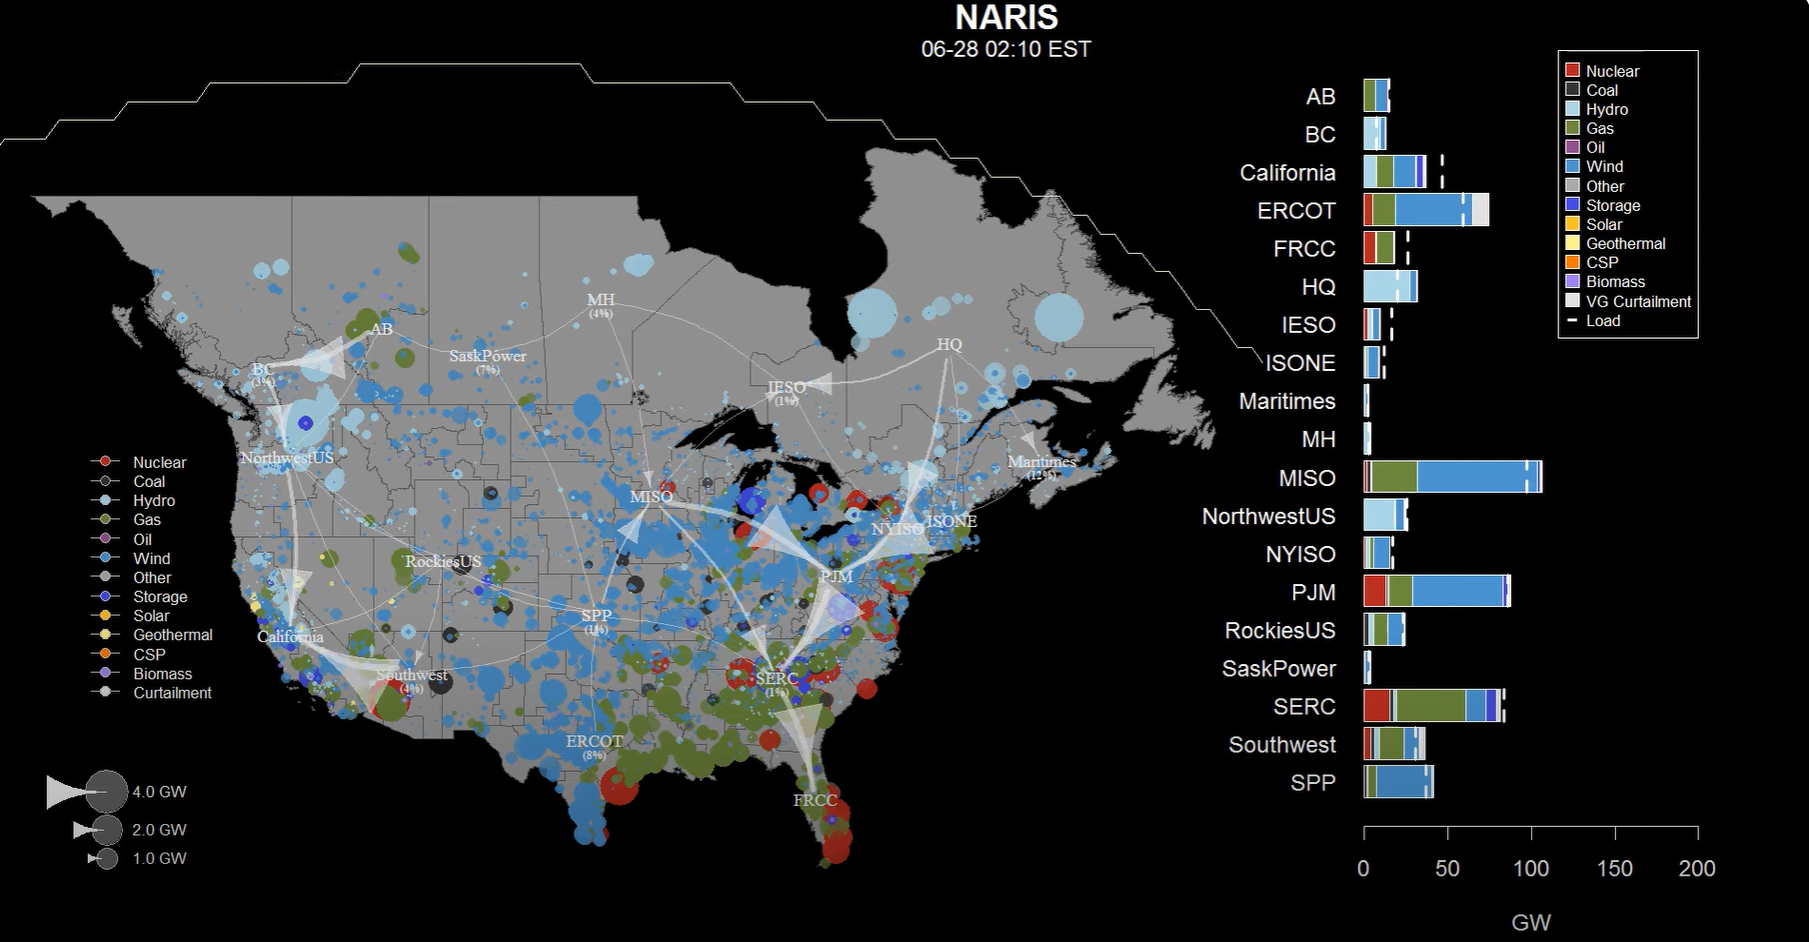 NARIS
06-28 02:10 EST
MH
(4%)
AB
SaskPower
(7%)
HQ
BC
(3%)
IESO
(1%)
NorthwestUS
Maritimes
(12%)
MISO
NYISO
ISONE
RockiesUS
PJM
SPP
(1%)
California
Southwest
(4%)
SERC
(1%)
ERCOT
(8%)
FRCC
Nuclear
Coal
Hydro
Gas
Oil
Wind
Other
Storage
Solar
Geothermal
CSP
Biomass
Curtailment
4.0 GW
2.0 GW
1.0 GW
AB
BC
California
ERCOT
FRCC
HQ
IESO
ISONE
Maritimes
MH
MISO
NorthwestUS
NYISO
PJM
RockiesUS
SaskPower
SERC
Southwest
SPP
0 50 100 150 200
GW
Nuclear
Coal
Hydro
Gas
Oil
Wind
Other
Storage
Solar
Geothermal
CSP
Biomass
VG Curtailment
Load